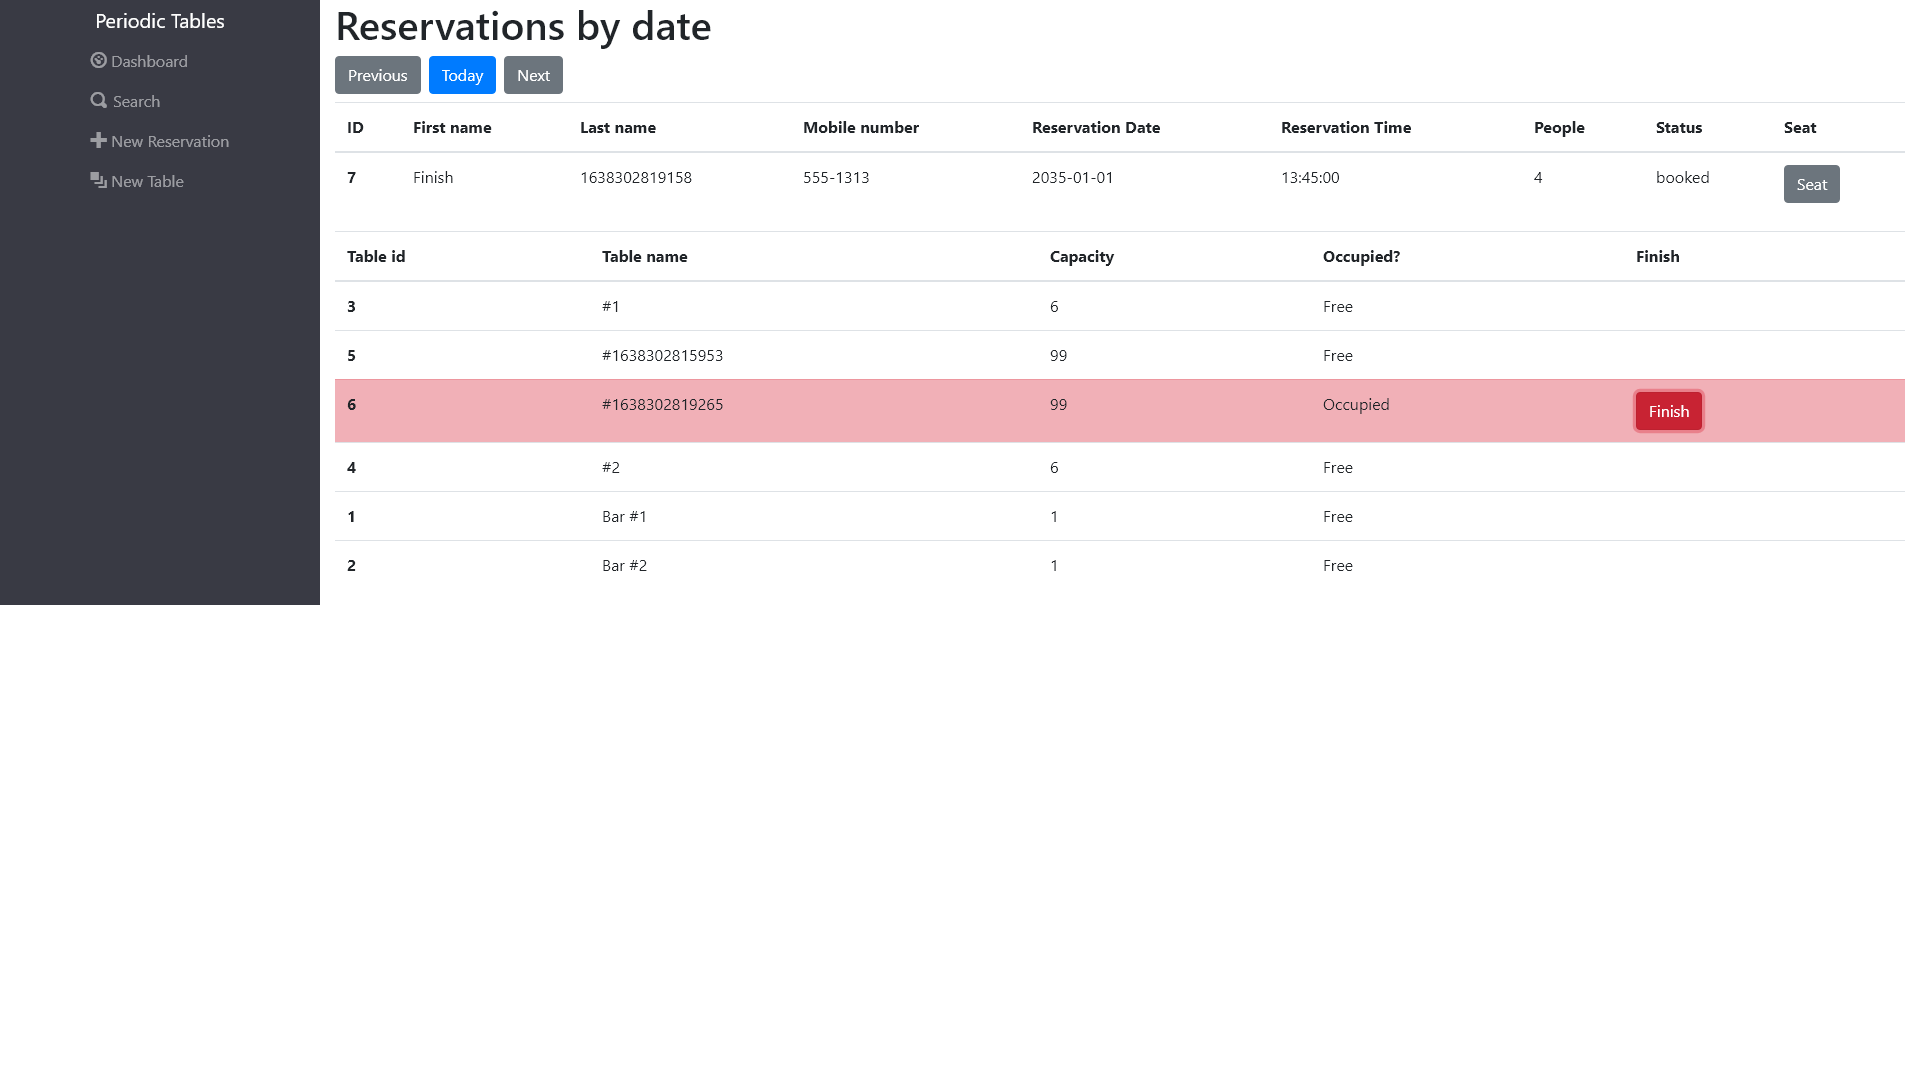 Periodic Tables
Dashboard
Search
New Reservation
New Table
Reservations by date
Previous Today Next
ID First name Last name Mobile number Reservation Date Reservation Time People Status Seat
7 Finish 1638302819158 555-1313 2035-01-01 13:45:00 4 booked Seat
Table id Table name Capacity Occupied? Finish
3 #1 6 Free
5 #1638302815953 99 Free
6 #1638302819265 99 Occupied Finish
4 #2 6 Free
1 Bar #1 1 Free
2 Bar #2 1 Free